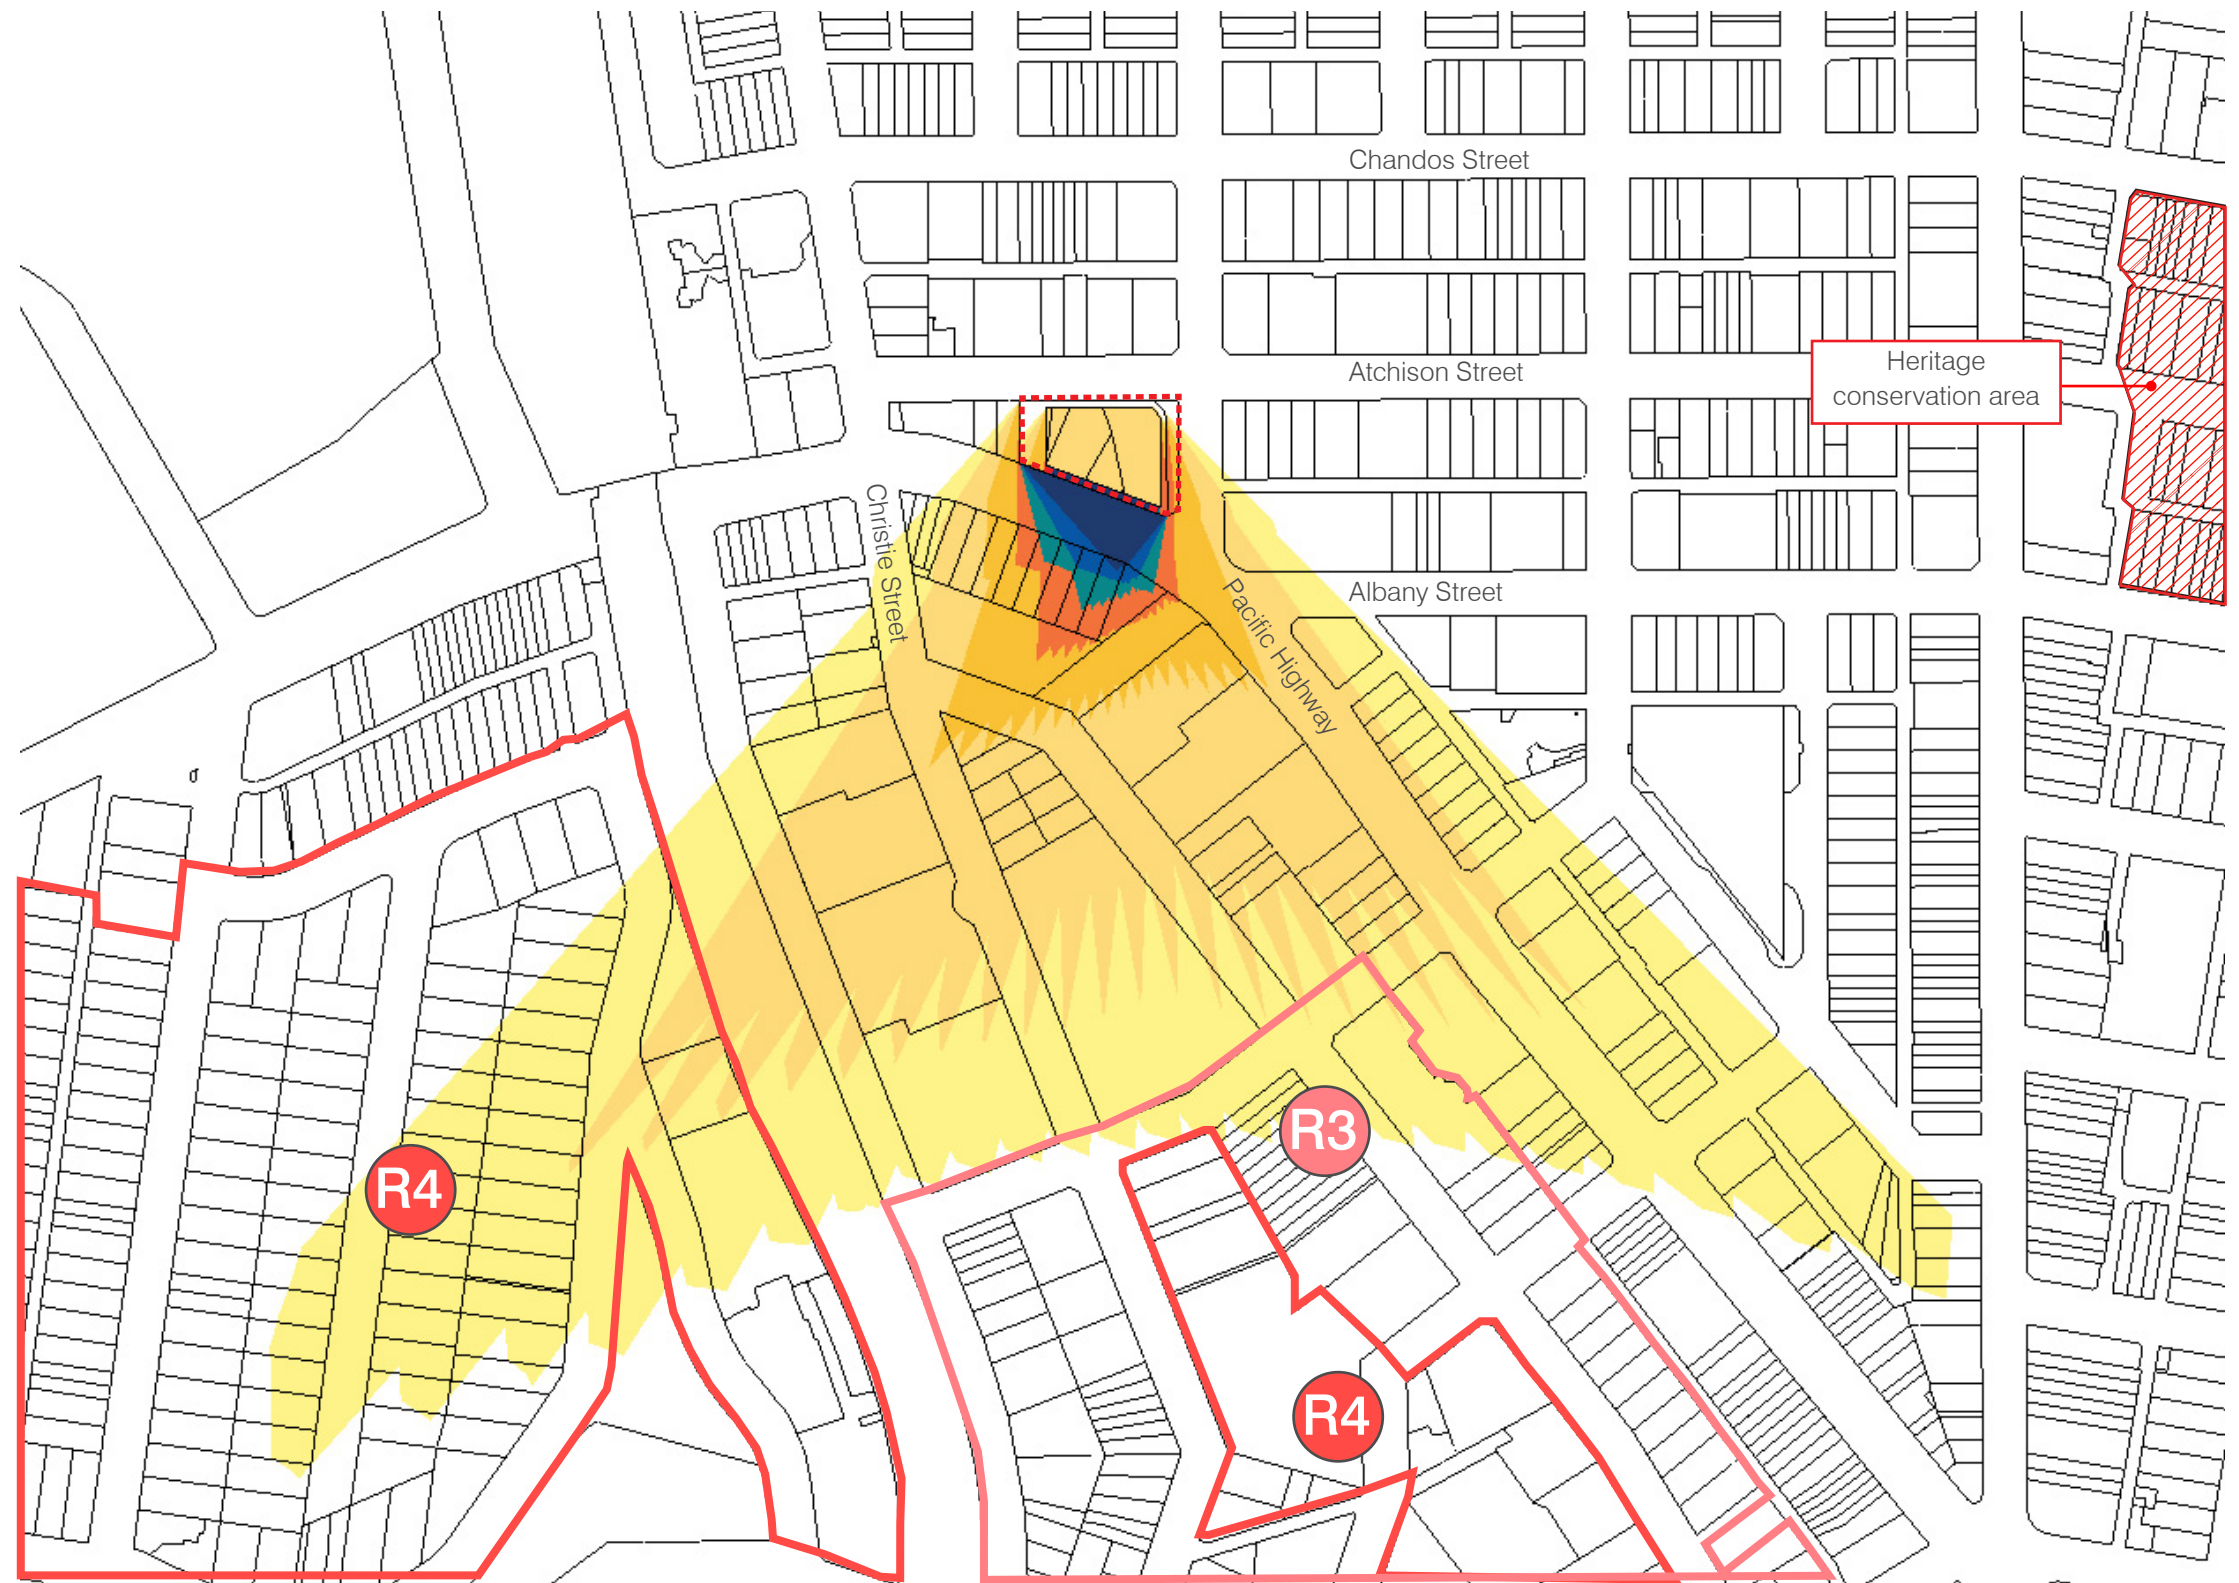 Chandos Street
Heritage
conservation area
Atchison Street
Christie Street
Albany Street
Pacific Highway
R3
R4
R4